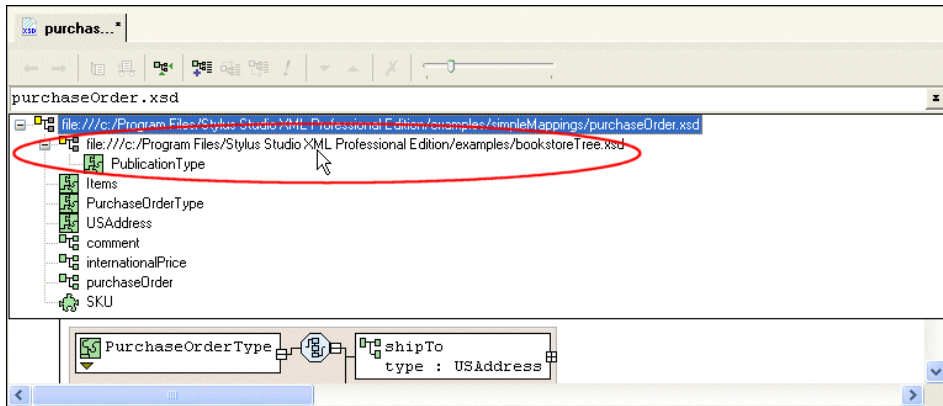 purchas...*
purchaseOrder.xsd
file:///c:/Program Files/Stylus Studio XML Professional Edition/examples/simpleMappings/purchaseOrder.xsd
file:///c:/Program Files/Stylus Studio XML Professional Edition/examples/bookstoreTree.xsd
PublicationType
Items
PurchaseOrderType
USAddress
comment
internationalPrice
purchaseOrder
SKU
PurchaseOrderType
shipTo
type : USAddress